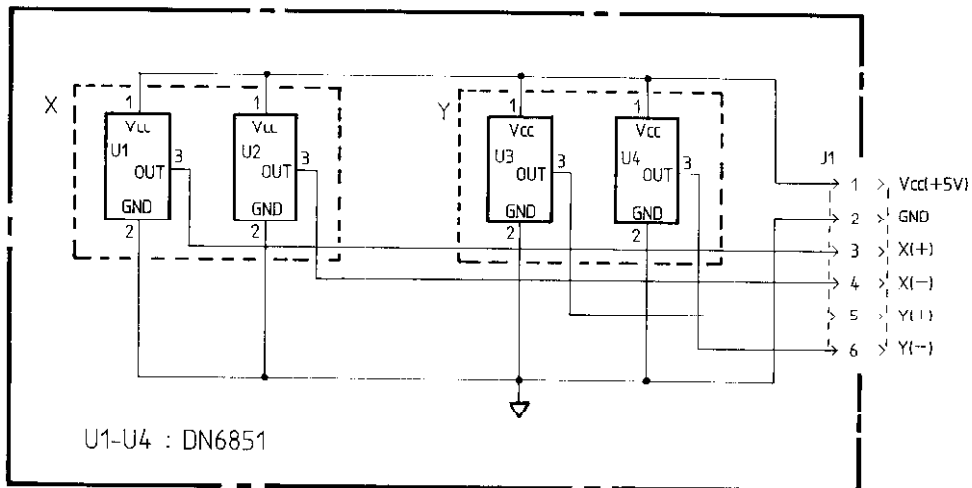 X
1
VCC
U1
OUT
3
GND
2
1
VCC
U2
OUT
3
GND
2
Y
1
VCC
U3
OUT
3
GND
2
1
VCC
U4
OUT
3
GND
2
J1
1 Vcc(+5V)
2 GND
3 X(+)
4 X(-)
5 Y(+)
6 Y(-)
U1-U4 : DN6851